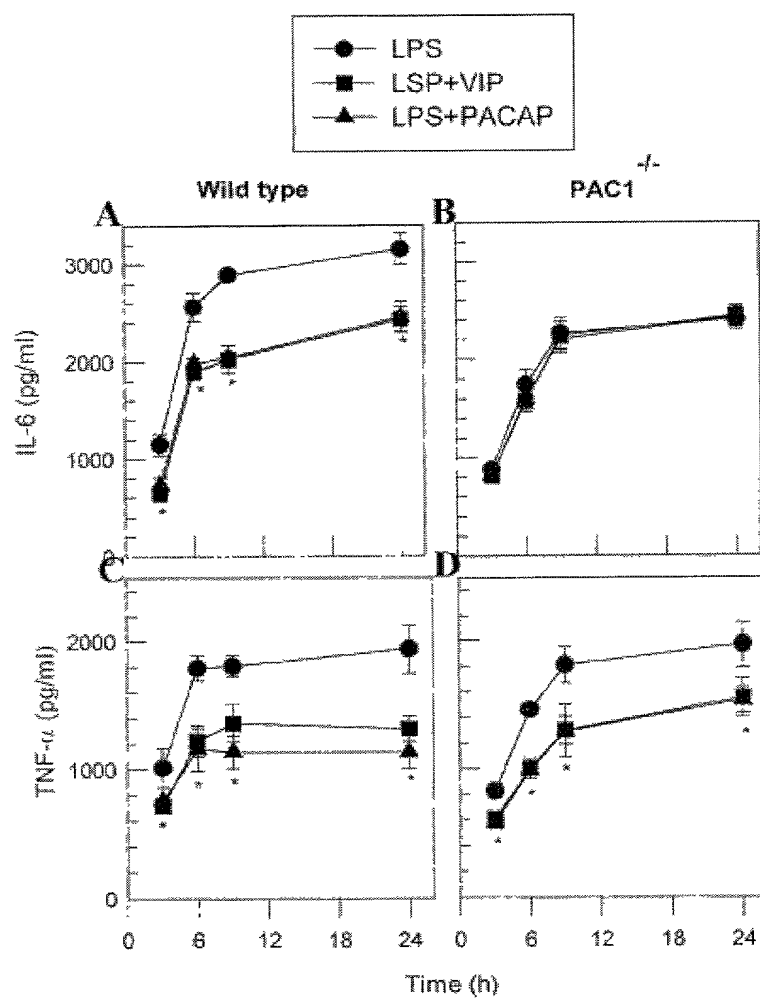 LPS
LSP+VIP
LPS+PACAP
Wild type
PAC1 -/-
A
B
IL-6 (pg/ml)
3000
2000
1000
0
*
*
*
*
C
D
TNF-α (pg/ml)
2000
1000
0
*
*
*
*
*
*
*
*
0 6 12 18 24
0 6 12 18 24
Time (h)